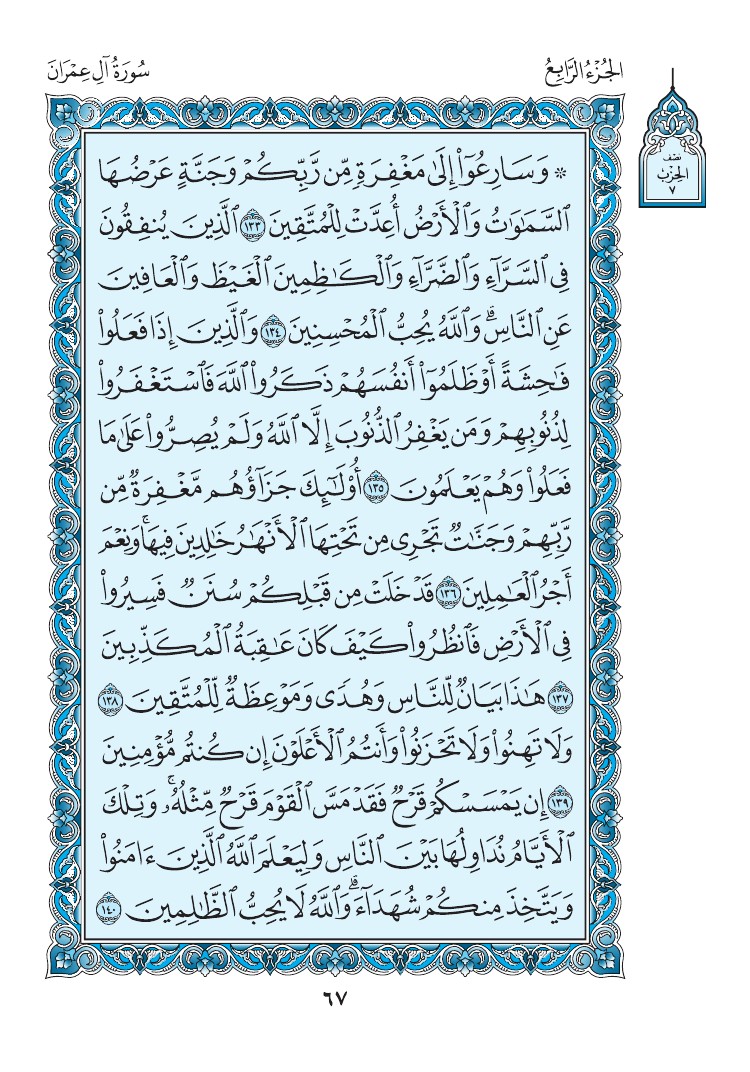 الجُزْءُ الرَّابِعُ
سُورَةُ آلِ عِمْرَانَ
نصف
الحزب
٧
۞ وَسَارِعُوٓا۟ إِلَىٰ مَغْفِرَةٍ مِّن رَّبِّكُمْ وَجَنَّةٍ عَرْضُهَا
ٱلسَّمَٰوَٰتُ وَٱلْأَرْضُ أُعِدَّتْ لِلْمُتَّقِينَ ١٣٣ ٱلَّذِينَ يُنفِقُونَ
فِى ٱلسَّرَّآءِ وَٱلضَّرَّآءِ وَٱلْكَٰظِمِينَ ٱلْغَيْظَ وَٱلْعَافِينَ
عَنِ ٱلنَّاسِ ۗ وَٱللَّهُ يُحِبُّ ٱلْمُحْسِنِينَ ١٣٤ وَٱلَّذِينَ إِذَا فَعَلُوا۟
فَٰحِشَةً أَوْ ظَلَمُوٓا۟ أَنفُسَهُمْ ذَكَرُوا۟ ٱللَّهَ فَٱسْتَغْفَرُوا۟
لِذُنُوبِهِمْ وَمَن يَغْفِرُ ٱلذُّنُوبَ إِلَّا ٱللَّهُ وَلَمْ يُصِرُّوا۟ عَلَىٰ مَا
فَعَلُوا۟ وَهُمْ يَعْلَمُونَ ١٣٥ أُو۟لَٰٓئِكَ جَزَآؤُهُم مَّغْفِرَةٌ مِّن
رَّبِّهِمْ وَجَنَّٰتٌ تَجْرِى مِن تَحْتِهَا ٱلْأَنْهَٰرُ خَٰلِدِينَ فِيهَا ۚ وَنِعْمَ
أَجْرُ ٱلْعَٰمِلِينَ ١٣٦ قَدْ خَلَتْ مِن قَبْلِكُمْ سُنَنٌ فَسِيرُوا۟
فِى ٱلْأَرْضِ فَٱنظُرُوا۟ كَيْفَ كَانَ عَٰقِبَةُ ٱلْمُكَذِّبِينَ
١٣٧ هَٰذَا بَيَانٌ لِّلنَّاسِ وَهُدًى وَمَوْعِظَةٌ لِّلْمُتَّقِينَ ١٣٨
وَلَا تَهِنُوا۟ وَلَا تَحْزَنُوا۟ وَأَنتُمُ ٱلْأَعْلَوْنَ إِن كُنتُم مُّؤْمِنِينَ
١٣٩ إِن يَمْسَسْكُمْ قَرْحٌ فَقَدْ مَسَّ ٱلْقَوْمَ قَرْحٌ مِّثْلُهُۥ ۚ وَتِلْكَ
ٱلْأَيَّامُ نُدَاوِلُهَا بَيْنَ ٱلنَّاسِ وَلِيَعْلَمَ ٱللَّهُ ٱلَّذِينَ ءَامَنُوا۟
وَيَتَّخِذَ مِنكُمْ شُهَدَآءَ ۗ وَٱللَّهُ لَا يُحِبُّ ٱلظَّٰلِمِينَ ١٤٠
٦٧